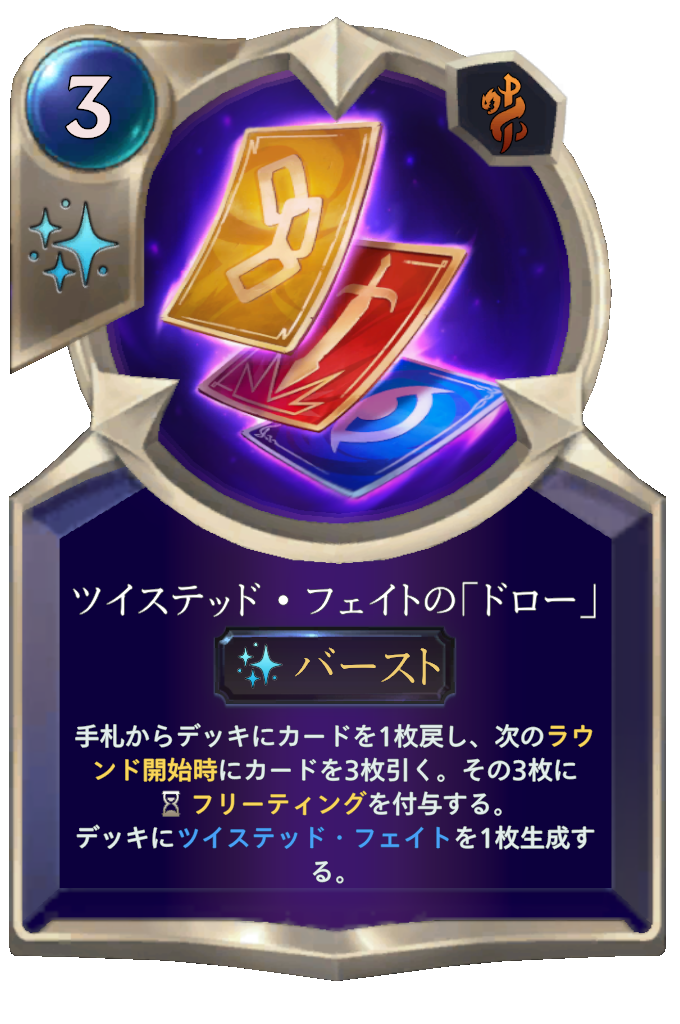 3
ツイステッド・フェイトの「ドロー」
バースト
手札からデッキにカードを1枚戻し、次のラウ
ンド開始時にカードを3枚引く。その3枚に
フリーティングを付与する。
デッキにツイステッド・フェイトを1枚生成す
る。